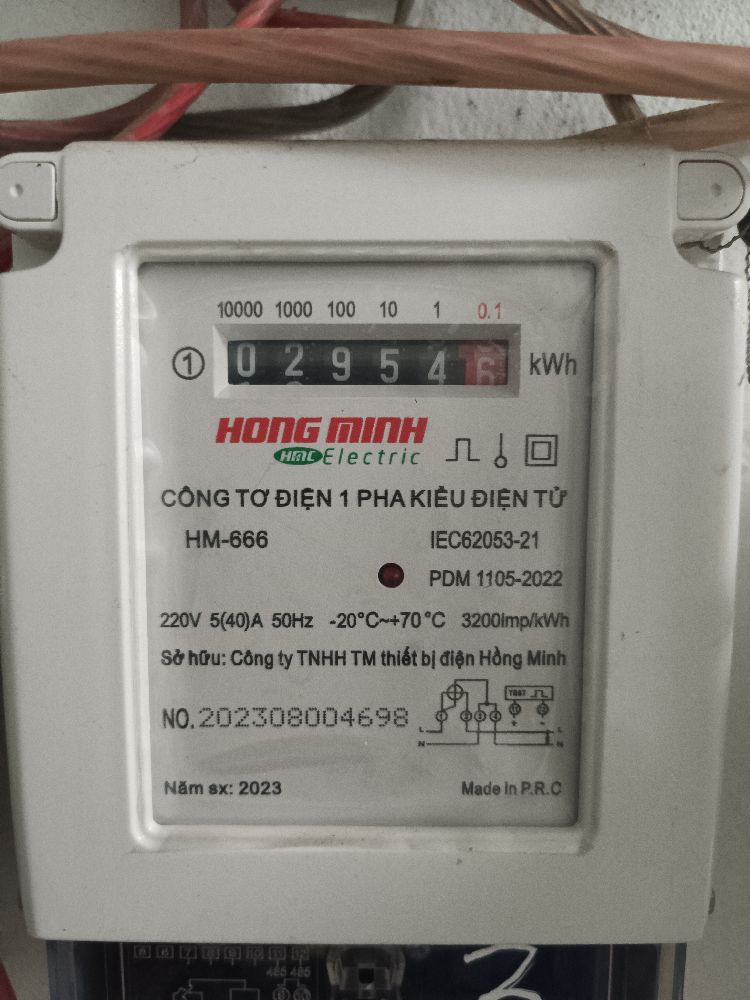 10000 1000 100 10 1 0.1
1 0 2 9 5 4 6 kWh
HONG MINH
HMC Electric
CÔNG TƠ ĐIỆN 1 PHA KIỂU ĐIỆN TỬ
HM-666 IEC62053-21
PDM 1105-2022
220V 5(40)A 50Hz -20°C~+70°C 3200imp/kWh
Sở hữu: Công ty TNHH TM thiết bị điện Hồng Minh
NO.202308004698
TEST
L L
N N
Năm sx: 2023 Made in P.R.C
485 485
3